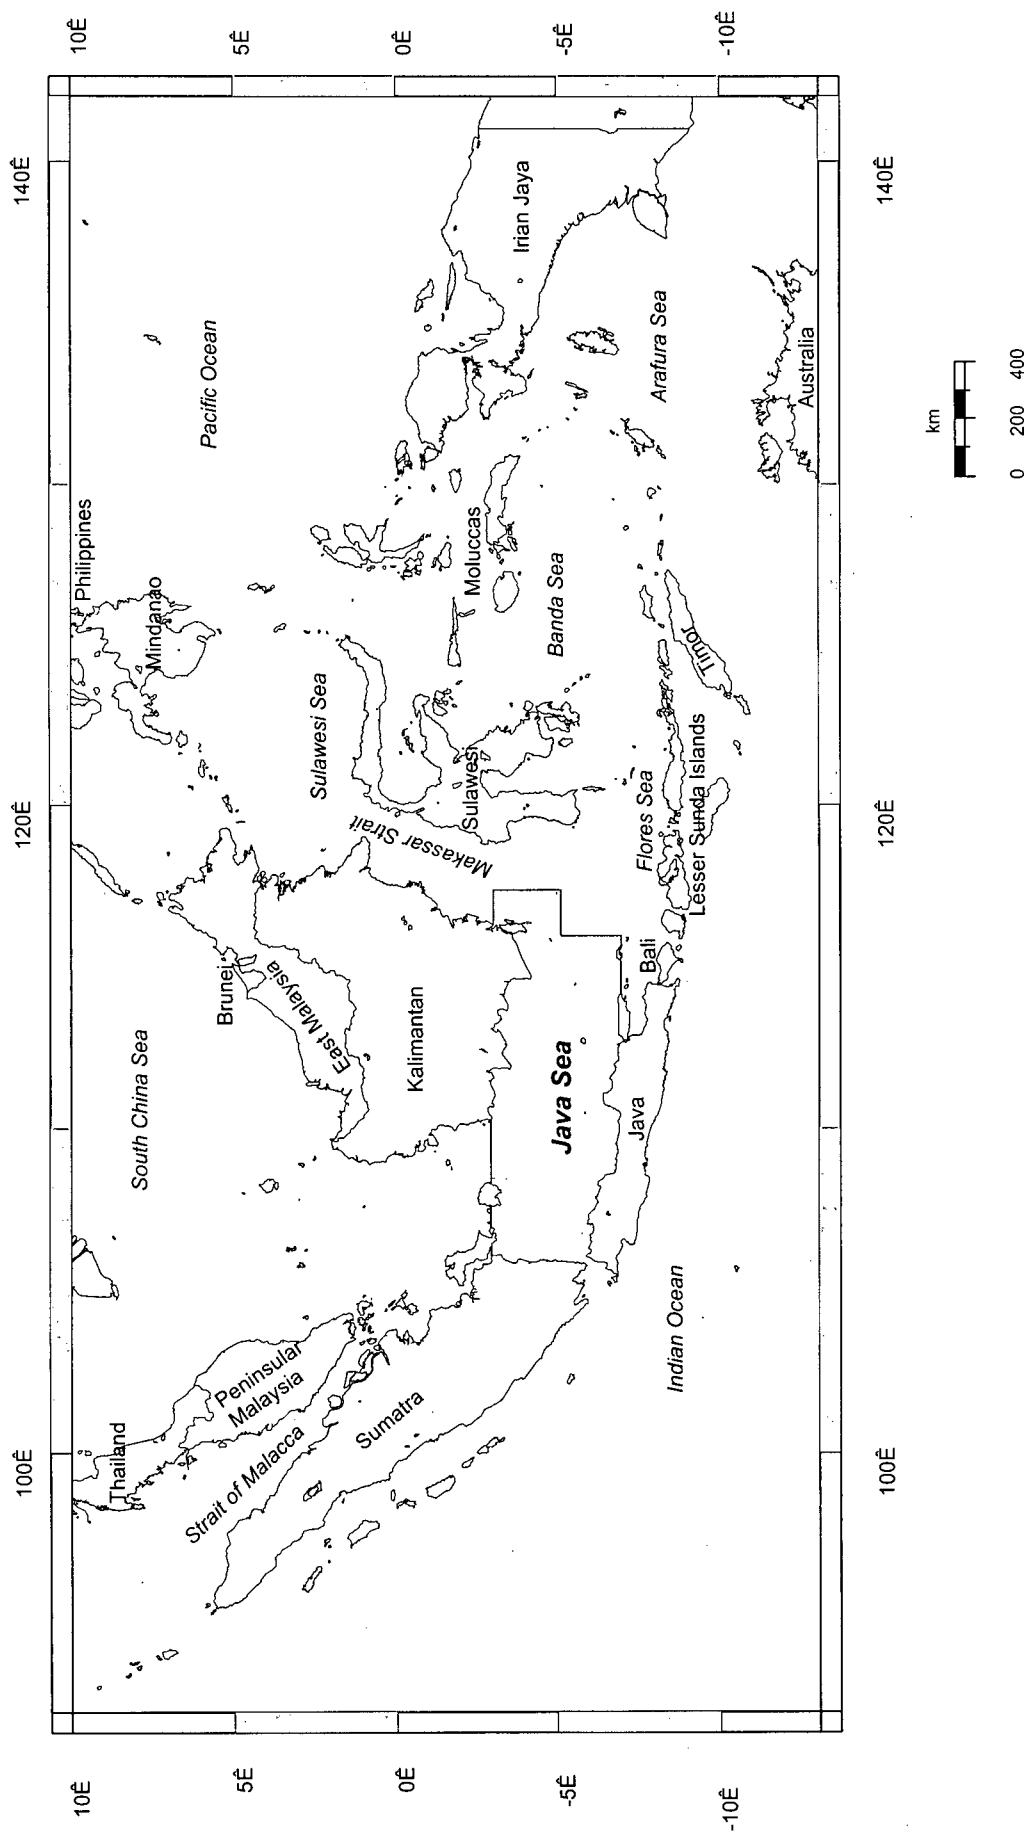 100Ê
120Ê
140Ê
10Ê
10Ê
Thailand
Philippines
Mindanao
South China Sea
Pacific Ocean
5Ê
5Ê
Peninsular
Malaysia
Brunei
East Malaysia
Strait of Malacca
Sulawesi Sea
Makassar Strait
0Ê
0Ê
Sumatra
Kalimantan
Sulawesi
Moluccas
Irian Jaya
-5Ê
-5Ê
Java Sea
Banda Sea
Java
Bali
Flores Sea
Arafura Sea
Indian Ocean
Lesser Sunda Islands
Timor
-10Ê
-10Ê
Australia
100Ê
120Ê
140Ê
km
0 200 400